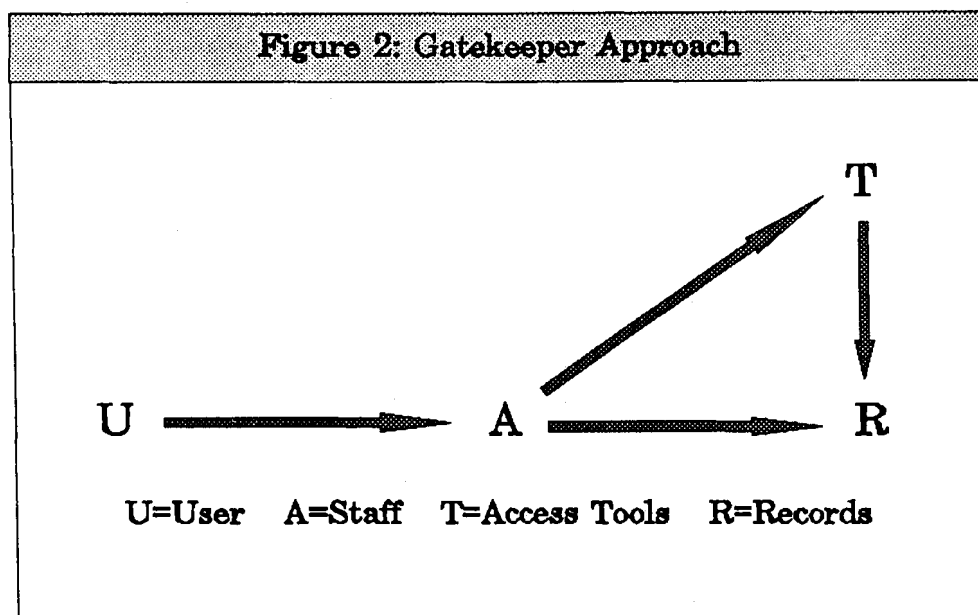 Figure 2: Gatekeeper Approach
T
U A R
U=User A=Staff T=Access Tools R=Records